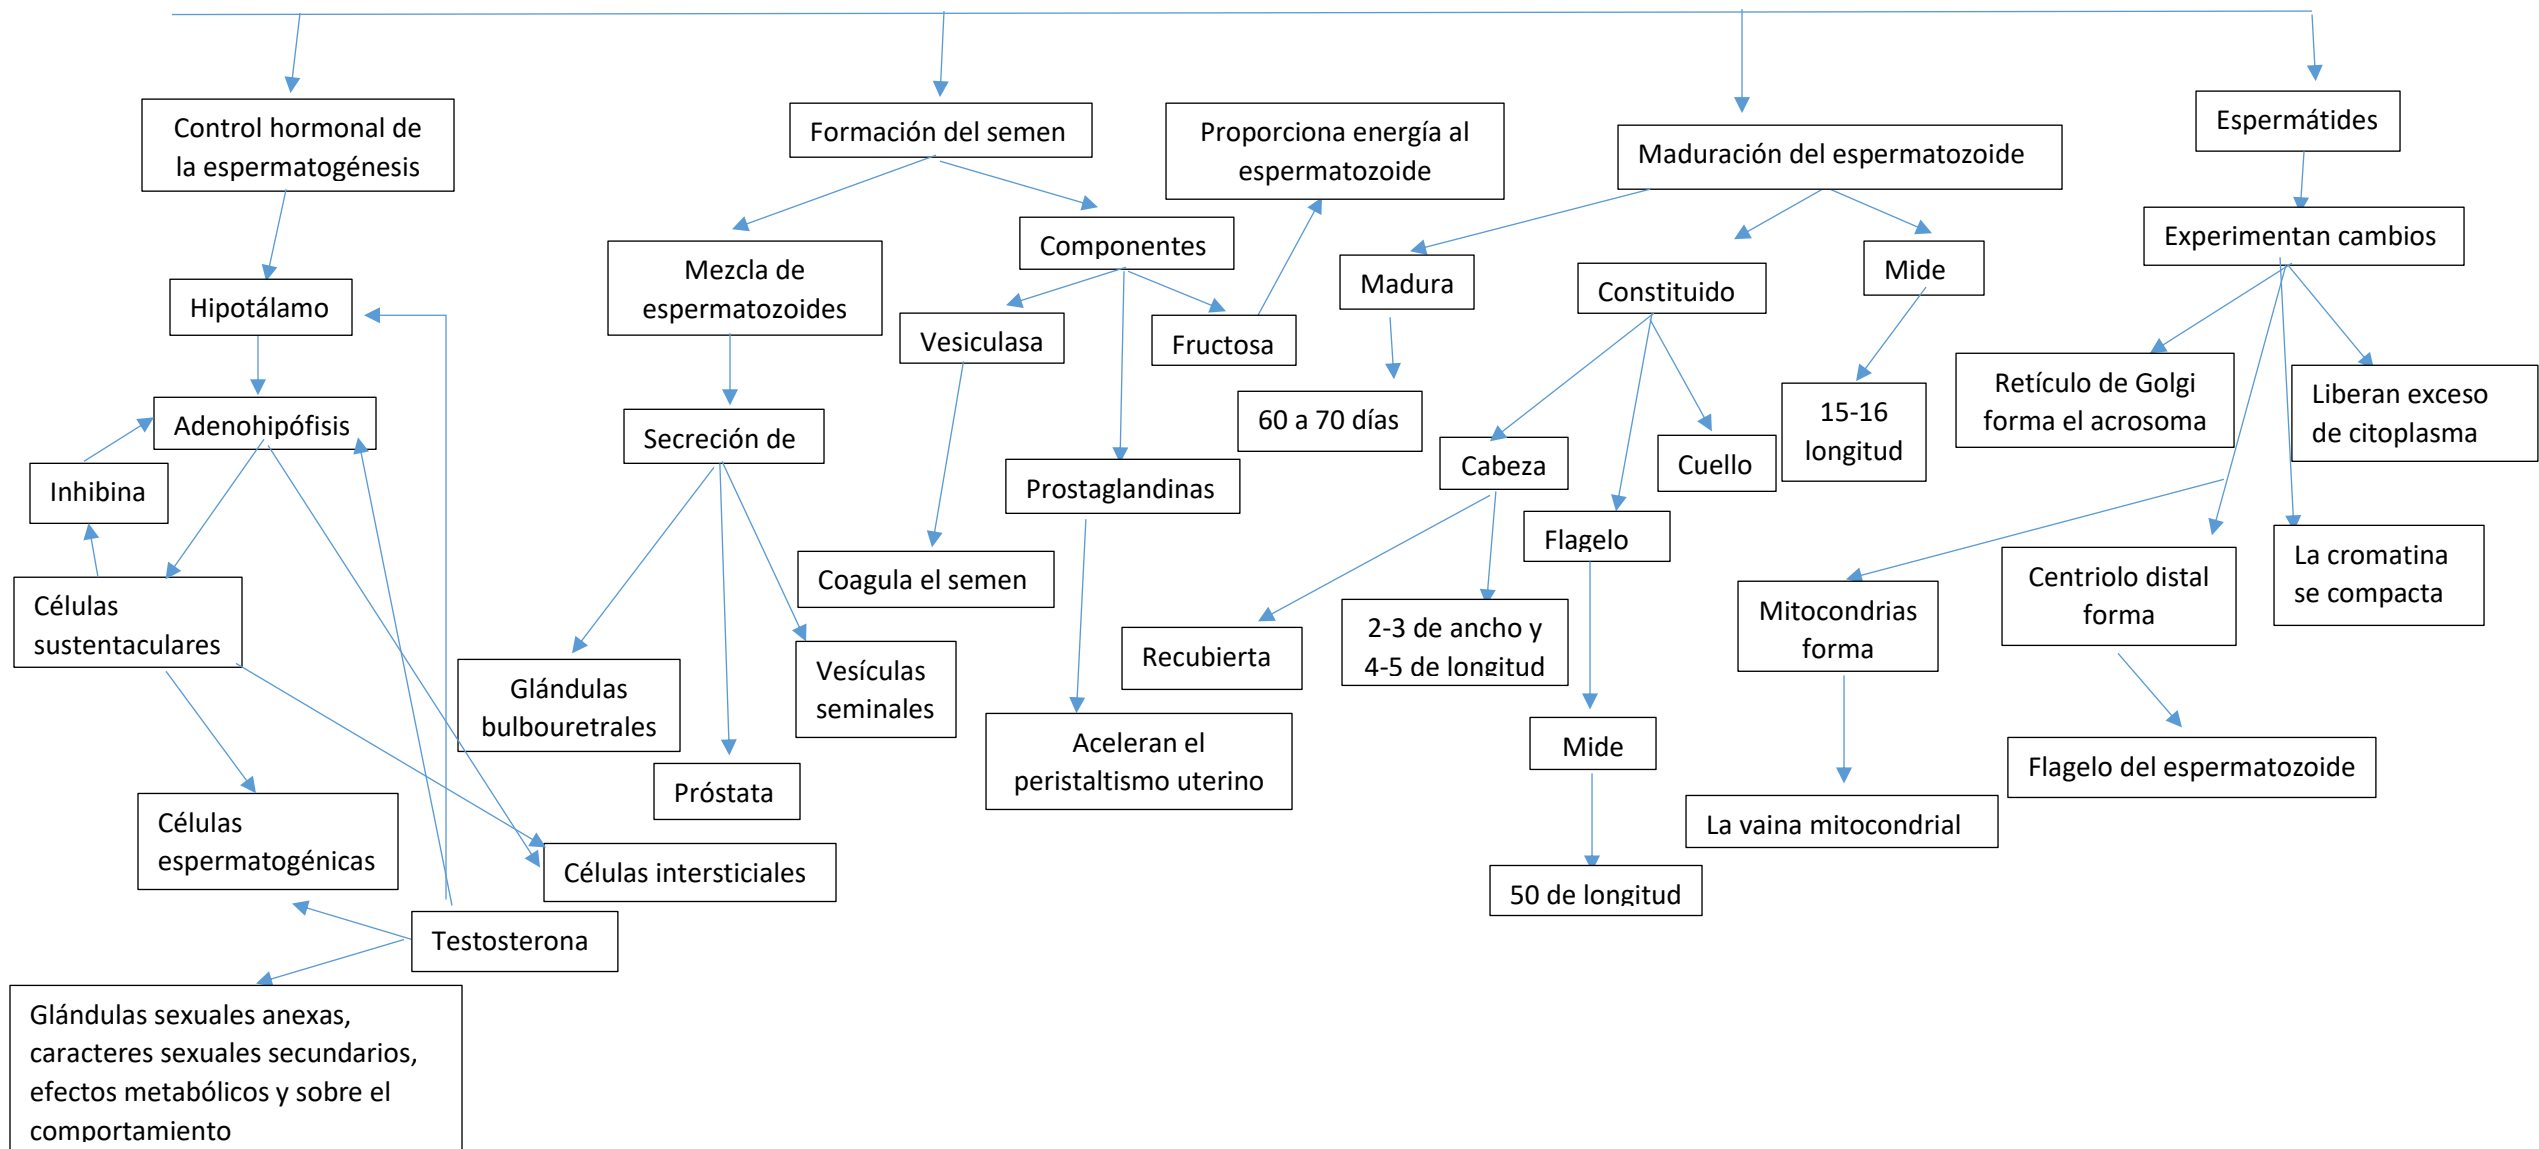 Control hormonal de
la espermatogénesis
Hipotálamo
Adenohipófisis
Inhibina
Células
sustentaculares
Células
espermatogénicas
Células intersticiales
Testosterona
Glándulas sexuales anexas,
caracteres sexuales secundarios,
efectos metabólicos y sobre el
comportamiento
Formación del semen
Mezcla de
espermatozoides
Secreción de
Glándulas
bulbouretrales
Próstata
Vesículas
seminales
Componentes
Vesiculasa
Coagula el semen
Prostaglandinas
Aceleran el
peristaltismo uterino
Fructosa
Proporciona energía al
espermatozoide
Maduración del espermatozoide
Madura
60 a 70 días
Constituido
Cabeza
Recubierta
2-3 de ancho y
4-5 de longitud
Flagelo
Mide
50 de longitud
Cuello
Mide
15-16
longitud
Espermátides
Experimentan cambios
Retículo de Golgi
forma el acrosoma
Liberan exceso
de citoplasma
Mitocondrias
forma
La vaina mitocondrial
Centriolo distal
forma
Flagelo del espermatozoide
La cromatina
se compacta